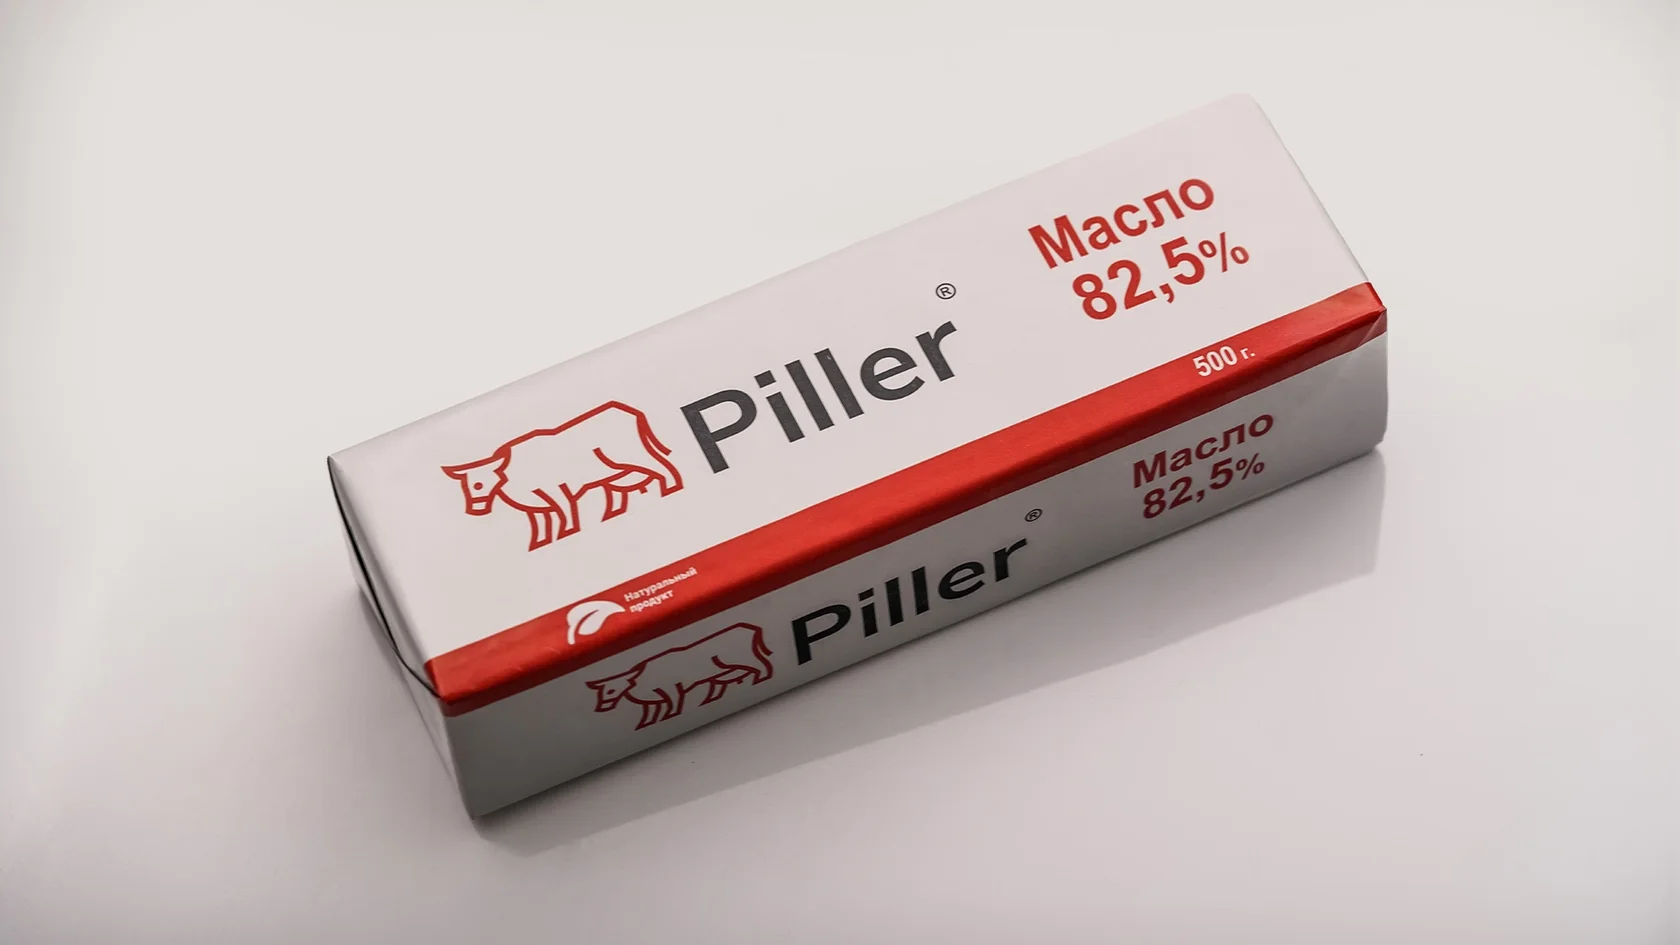 Масло
82,5%
Piller®
500 г.
Натуральный
продукт
Масло
82,5%
Piller®